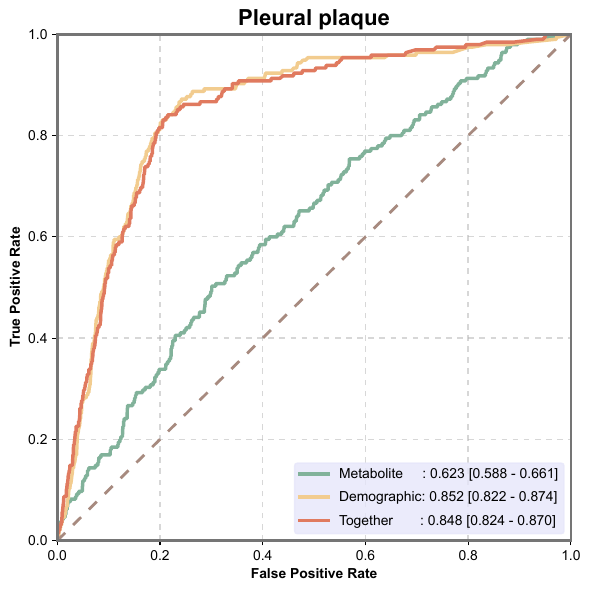 Pleural plaque
True Positive Rate
1.0
0.8
0.6
0.4
0.2
0.0
Metabolite : 0.623 [0.588 - 0.661]
Demographic: 0.852 [0.822 - 0.874]
Together : 0.848 [0.824 - 0.870]
0.0 0.2 0.4 0.6 0.8 1.0
False Positive Rate